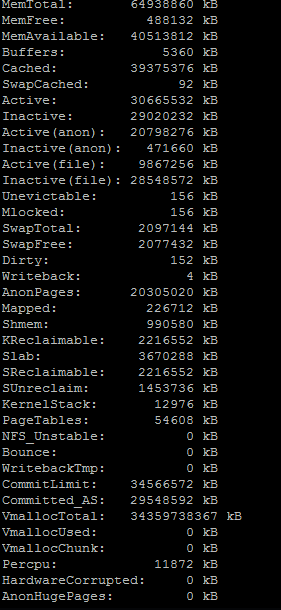 MemTotal: 64938860 kB
MemFree: 488132 kB
MemAvailable: 40513812 kB
Buffers: 5360 kB
Cached: 39375376 kB
SwapCached: 92 kB
Active: 30665532 kB
Inactive: 29020232 kB
Active(anon): 20798276 kB
Inactive(anon): 471660 kB
Active(file): 9867256 kB
Inactive(file): 28548572 kB
Unevictable: 156 kB
Mlocked: 156 kB
SwapTotal: 2097144 kB
SwapFree: 2077432 kB
Dirty: 152 kB
Writeback: 4 kB
AnonPages: 20305020 kB
Mapped: 226712 kB
Shmem: 990580 kB
KReclaimable: 2216552 kB
Slab: 3670288 kB
SReclaimable: 2216552 kB
SUnreclaim: 1453736 kB
KernelStack: 12976 kB
PageTables: 54608 kB
NFS_Unstable: 0 kB
Bounce: 0 kB
WritebackTmp: 0 kB
CommitLimit: 34566572 kB
Committed_AS: 29548592 kB
VmallocTotal: 34359738367 kB
VmallocUsed: 0 kB
VmallocChunk: 0 kB
Percpu: 11872 kB
HardwareCorrupted: 0 kB
AnonHugePages: 0 kB